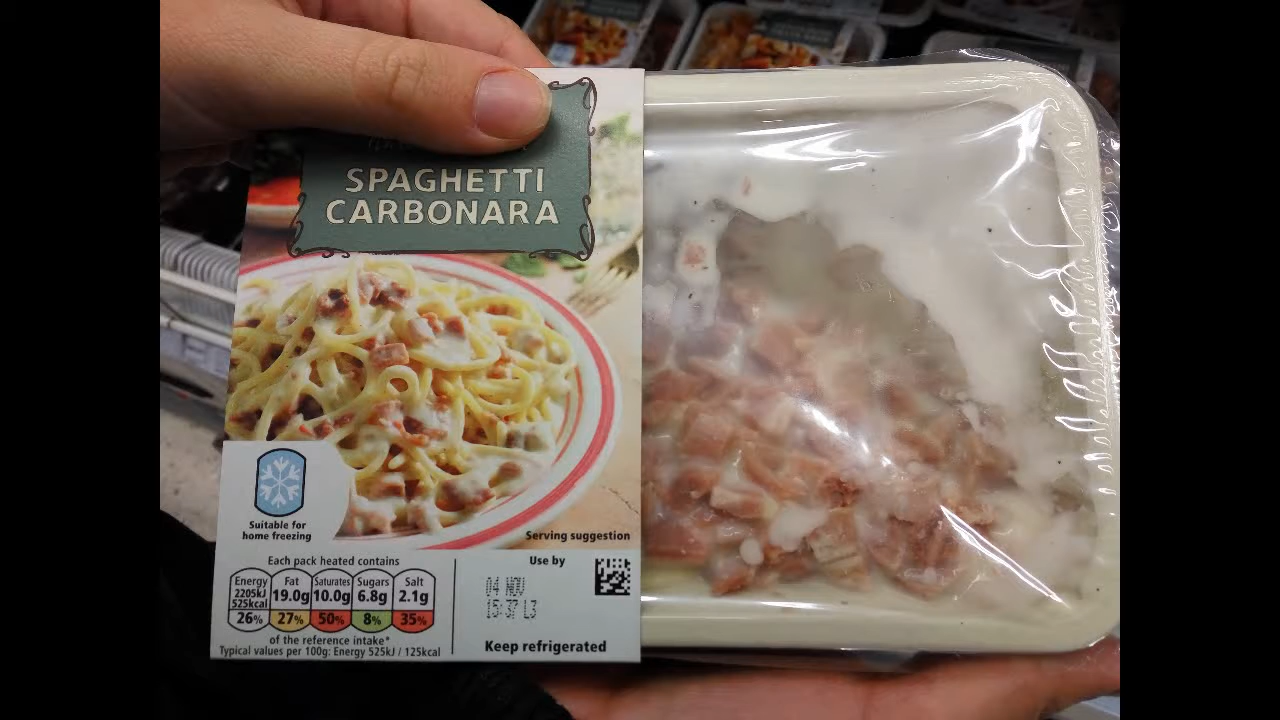 SPAGHETTI
CARBONARA
Suitable for
home freezing
Serving suggestion
Each pack heated contains
Energy
2205kJ
525kcal
26%
Fat
19.0g
27%
Saturates
10.0g
50%
Sugars
6.8g
8%
Salt
2.1g
35%
of the reference intake*
Typical values per 100g: Energy 525kJ / 125kcal
Use by
04 NOV
15:37 L3
Keep refrigerated